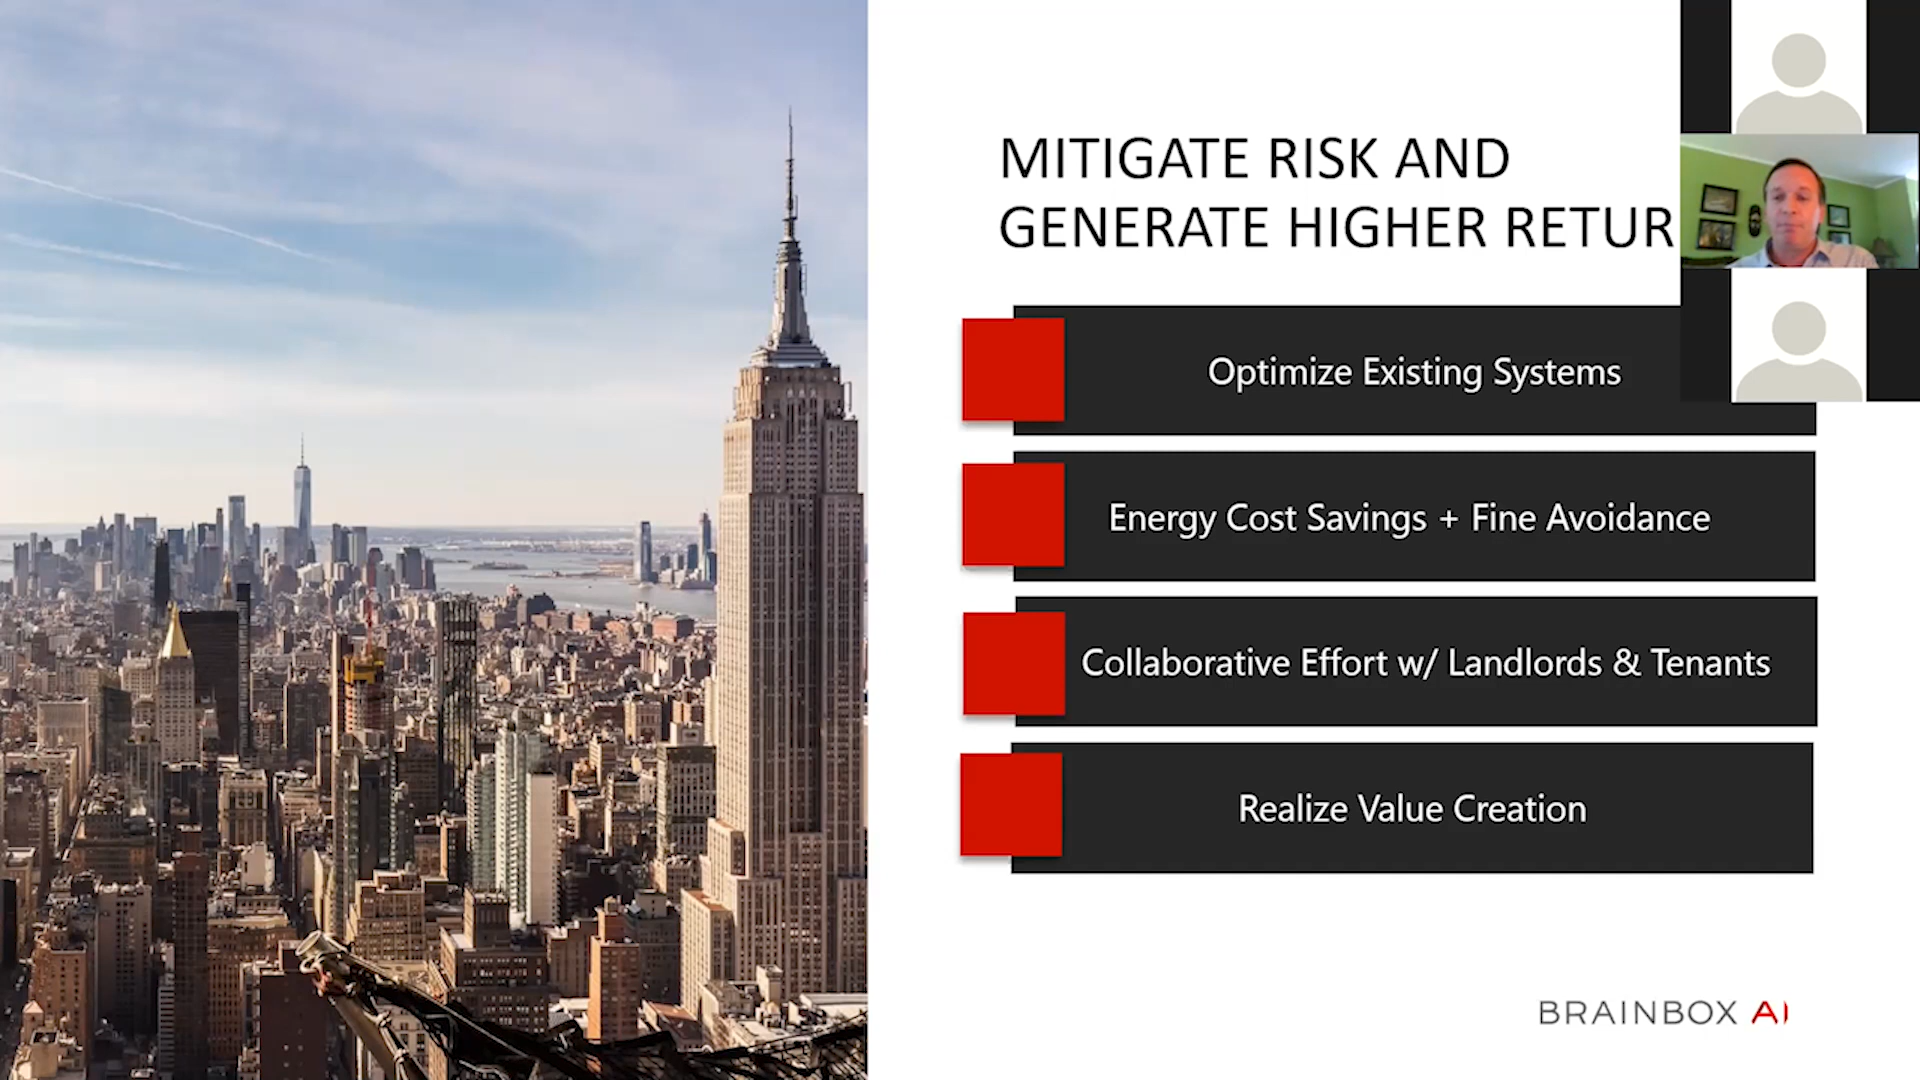 MITIGATE RISK AND
GENERATE HIGHER RETUR
Optimize Existing Systems
Energy Cost Savings + Fine Avoidance
Collaborative Effort w/ Landlords & Tenants
Realize Value Creation
BRAINBOX AI